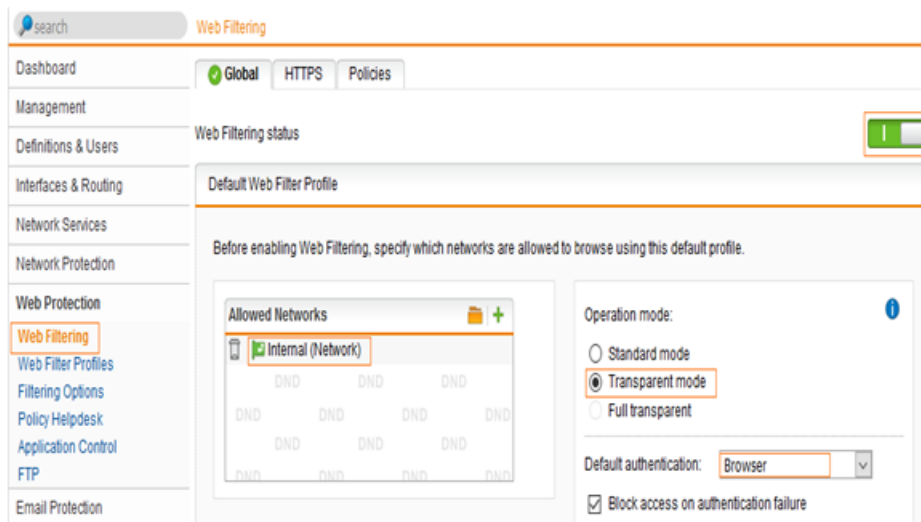 search
Dashboard
Management
Definitions & Users
Interfaces & Routing
Network Services
Network Protection
Web Protection
Web Filtering
Web Filter Profiles
Filtering Options
Policy Helpdesk
Application Control
FTP
Email Protection
Web Filtering
Global HTTPS Policies
Web Filtering status
Default Web Filter Profile
Before enabling Web Filtering, specify which networks are allowed to browse using this default profile.
Allowed Networks
Internal (Network)
DND DND DND
DND DND DND DND
DND DND DND
DND DND DND DND
Operation mode:
Standard mode
Transparent mode
Full transparent
Default authentication: Browser
Block access on authentication failure